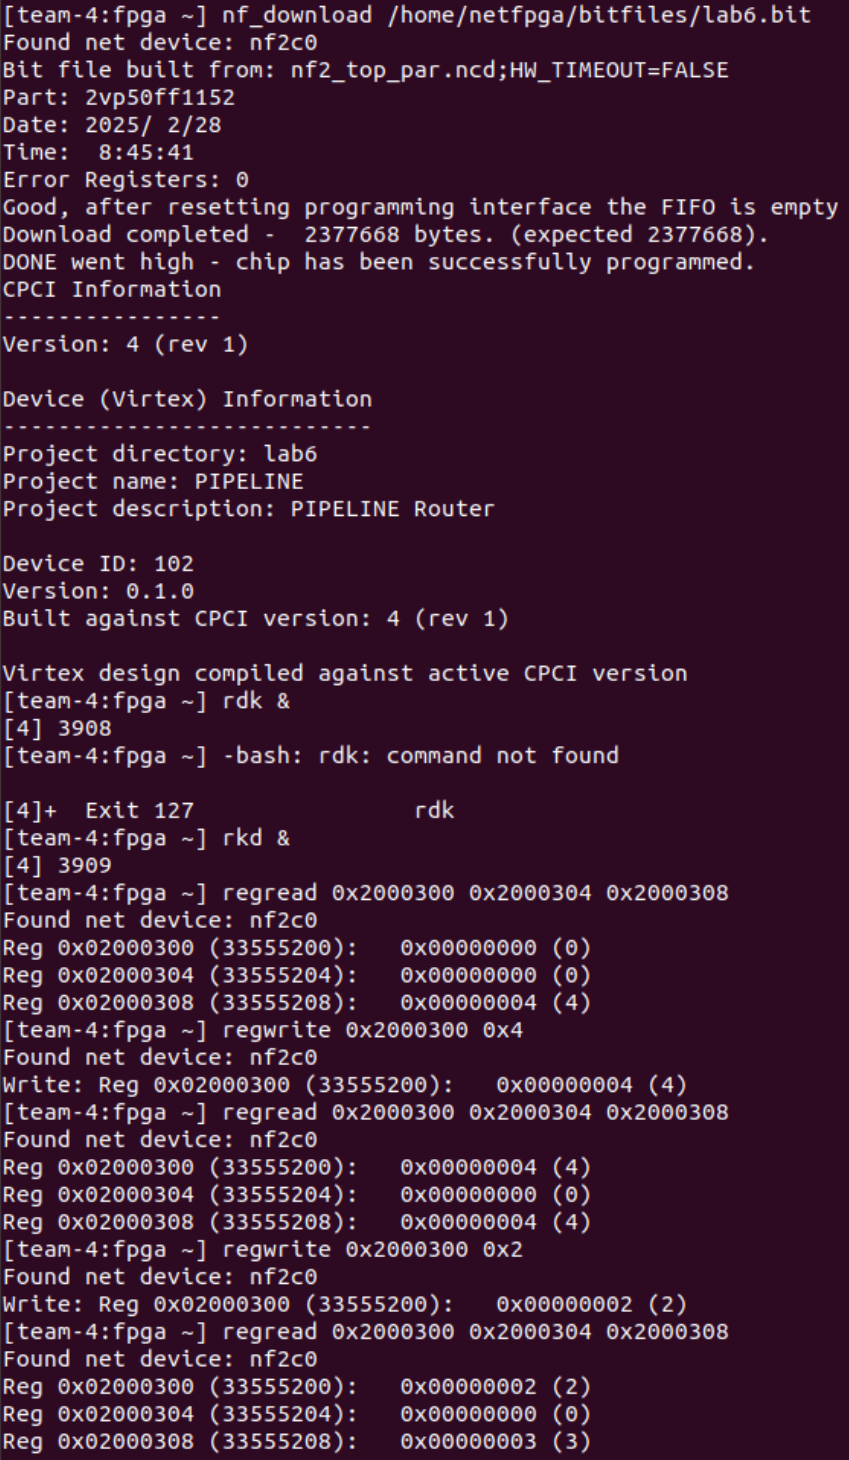 [team-4:fpga ~] nf_download /home/netfpga/bitfiles/lab6.bit
Found net device: nf2c0
Bit file built from: nf2_top_par.ncd;HW_TIMEOUT=FALSE
Part: 2vp50ff1152
Date: 2025/ 2/28
Time:  8:45:41
Error Registers: 0
Good, after resetting programming interface the FIFO is empty
Download completed -  2377668 bytes. (expected 2377668).
DONE went high - chip has been successfully programmed.
CPCI Information
----------------
Version: 4 (rev 1)

Device (Virtex) Information
---------------------------
Project directory: lab6
Project name: PIPELINE
Project description: PIPELINE Router

Device ID: 102
Version: 0.1.0
Built against CPCI version: 4 (rev 1)

Virtex design compiled against active CPCI version
[team-4:fpga ~] rdk &
[4] 3908
[team-4:fpga ~] -bash: rdk: command not found

[4]+  Exit 127                rdk
[team-4:fpga ~] rkd &
[4] 3909
[team-4:fpga ~] regread 0x2000300 0x2000304 0x2000308
Found net device: nf2c0
Reg 0x02000300 (33555200):   0x00000000 (0)
Reg 0x02000304 (33555204):   0x00000000 (0)
Reg 0x02000308 (33555208):   0x00000004 (4)
[team-4:fpga ~] regwrite 0x2000300 0x4
Found net device: nf2c0
Write: Reg 0x02000300 (33555200):   0x00000004 (4)
[team-4:fpga ~] regread 0x2000300 0x2000304 0x2000308
Found net device: nf2c0
Reg 0x02000300 (33555200):   0x00000004 (4)
Reg 0x02000304 (33555204):   0x00000000 (0)
Reg 0x02000308 (33555208):   0x00000004 (4)
[team-4:fpga ~] regwrite 0x2000300 0x2
Found net device: nf2c0
Write: Reg 0x02000300 (33555200):   0x00000002 (2)
[team-4:fpga ~] regread 0x2000300 0x2000304 0x2000308
Found net device: nf2c0
Reg 0x02000300 (33555200):   0x00000002 (2)
Reg 0x02000304 (33555204):   0x00000000 (0)
Reg 0x02000308 (33555208):   0x00000003 (3)